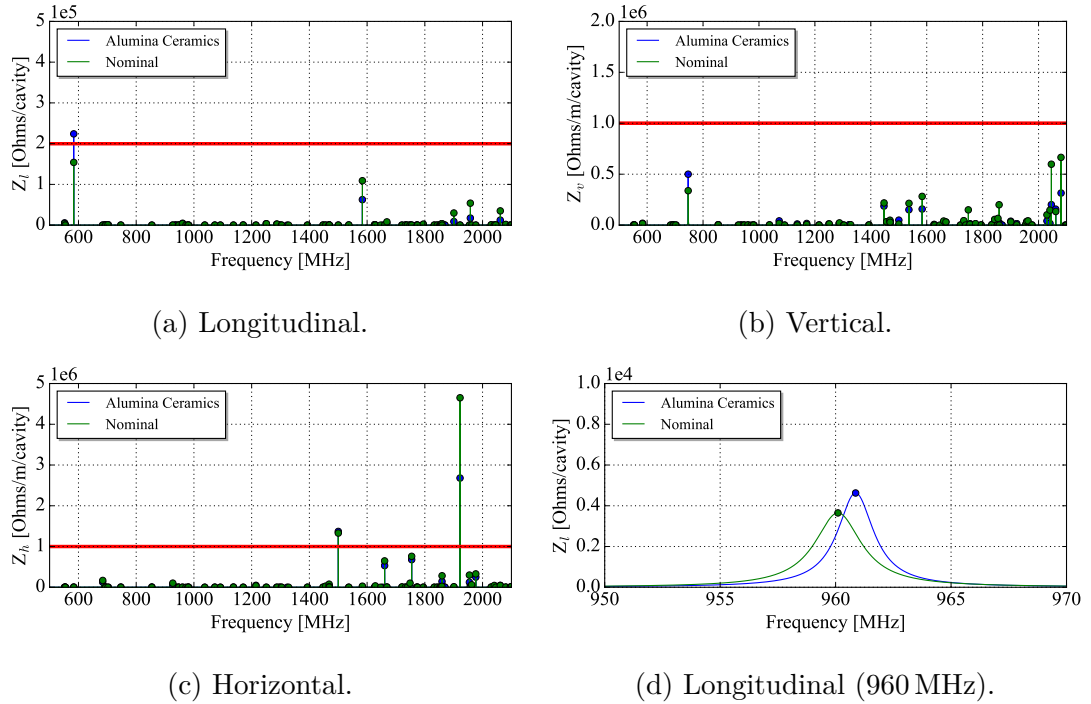 1e5
5
4
3
2
1
0
Z_l [Ohms/cavity]
Alumina Ceramics
Nominal
600 800 1000 1200 1400 1600 1800 2000
Frequency [MHz]
(a) Longitudinal.
1e6
2.0
1.5
1.0
0.5
0.0
Z_v [Ohms/m/cavity]
Alumina Ceramics
Nominal
600 800 1000 1200 1400 1600 1800 2000
Frequency [MHz]
(b) Vertical.
1e6
5
4
3
2
1
0
Z_h [Ohms/m/cavity]
Alumina Ceramics
Nominal
600 800 1000 1200 1400 1600 1800 2000
Frequency [MHz]
(c) Horizontal.
1e4
1.0
0.8
0.6
0.4
0.2
0.0
Z_l [Ohms/cavity]
Alumina Ceramics
Nominal
950 955 960 965 970
Frequency [MHz]
(d) Longitudinal (960 MHz).